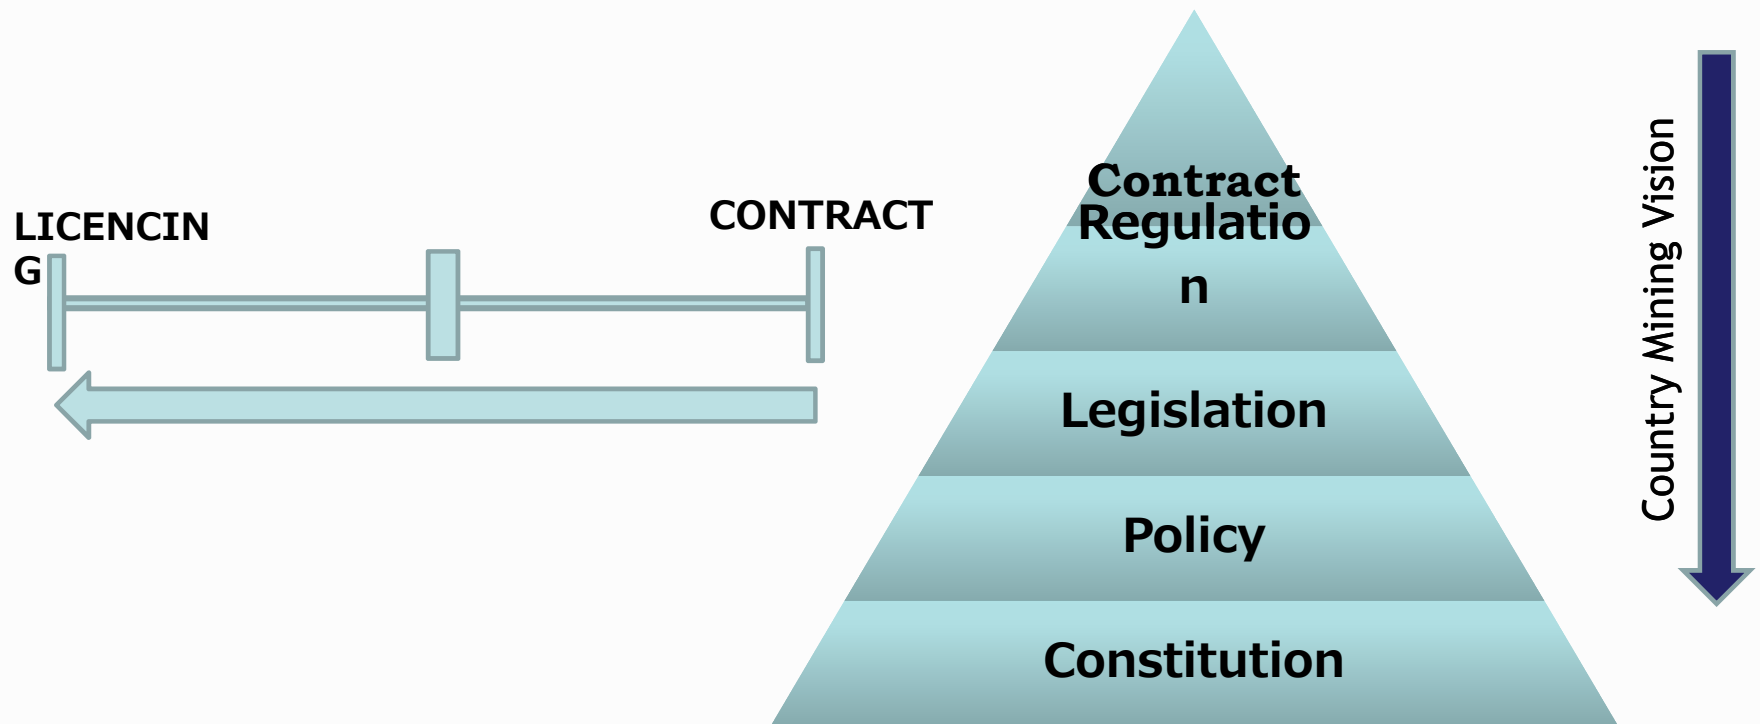 LICENCIN
G
CONTRACT
Contract
Regulatio
n
Legislation
Policy
Constitution
Country Mining Vision